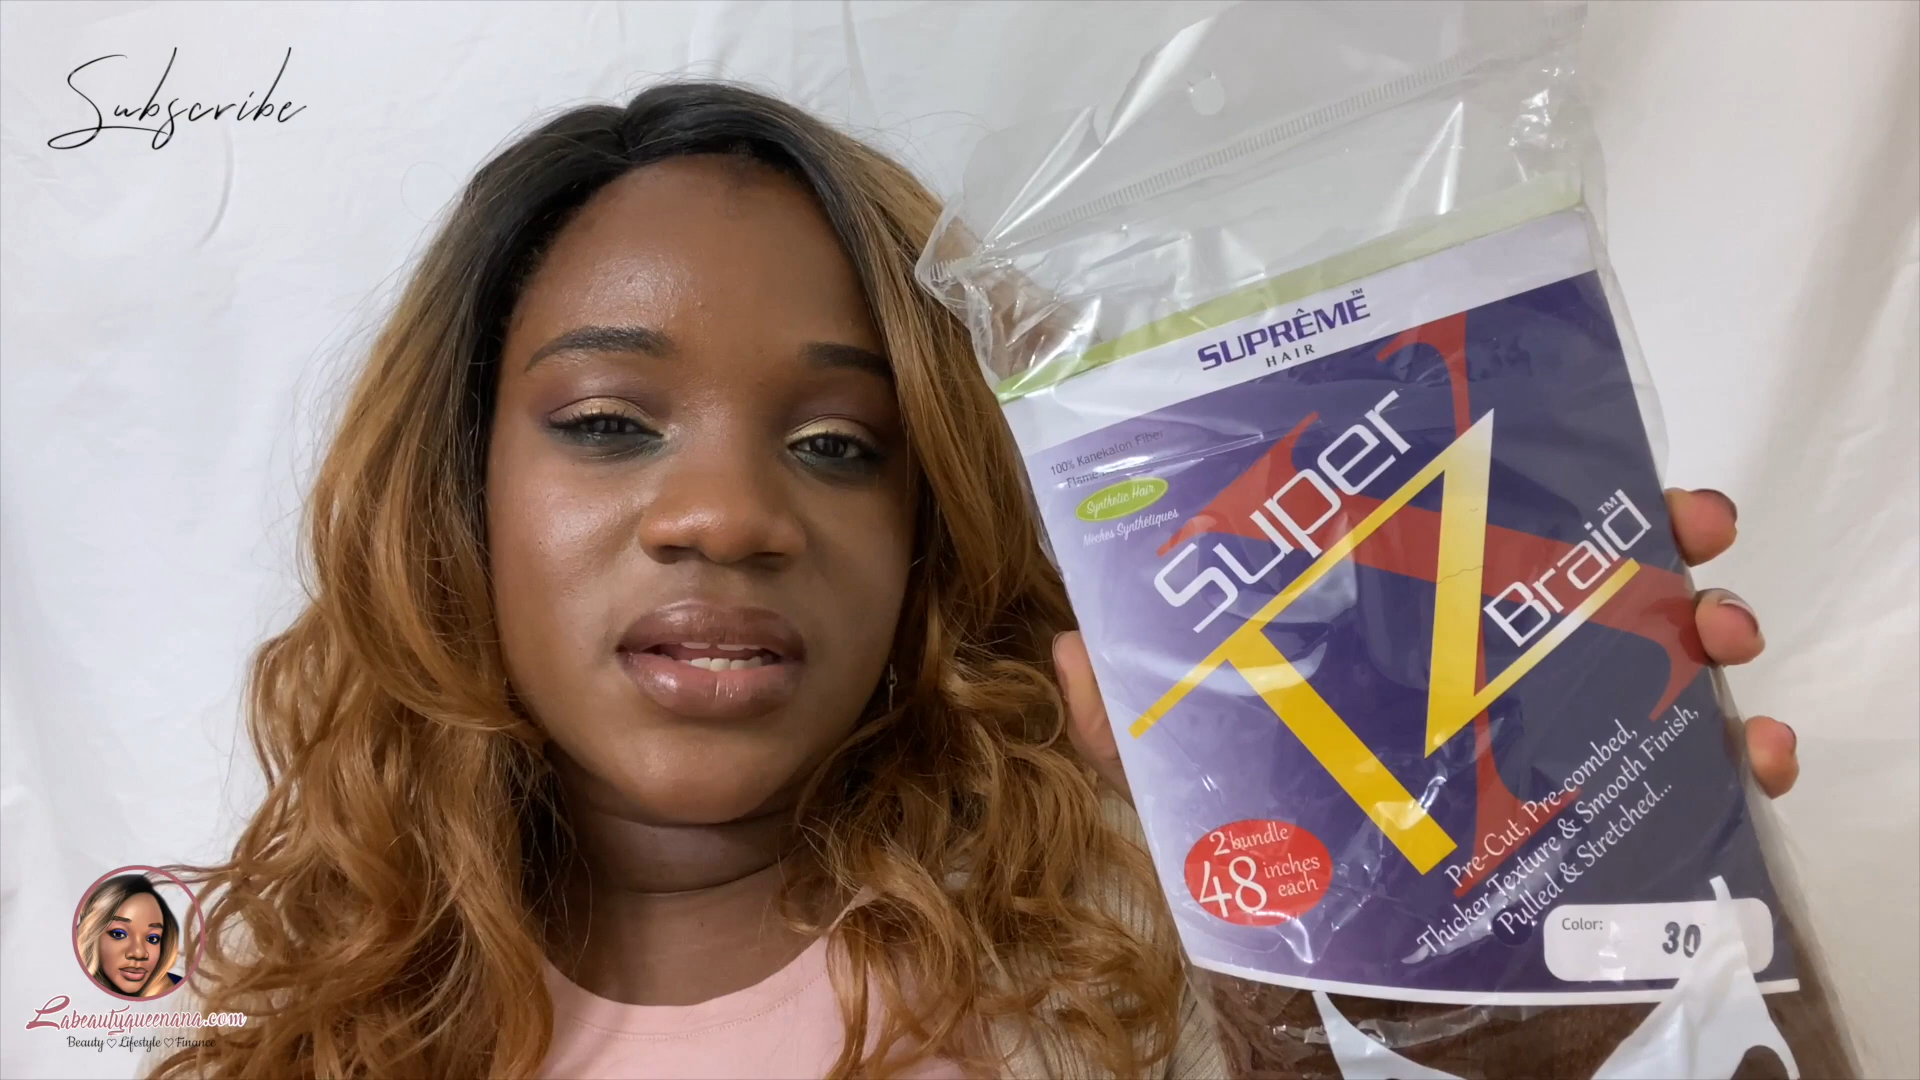 Subscribe
SUPRÊME™
HAIR
100% Kanekalon Fiber
Flame
Synthetic Hair
Mèches Synthétiques
Super
X
TZ
Braid™
2 bundle
48 inches
each
Pre-Cut, Pre-combed,
Thicker Texture & Smooth Finish,
Pulled & Stretched...
Color: 30
Labeautyqueenana.com
Beauty ♡ Lifestyle ♡ Finance